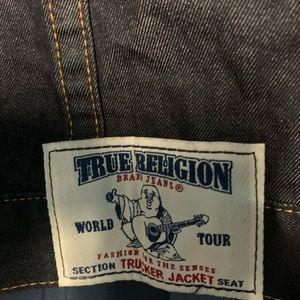 TRUE RELIGION
BRAND JEANS®
WORLD TOUR
FASHION FOR THE SENSES
SECTION TRUCKER JACKET SEAT